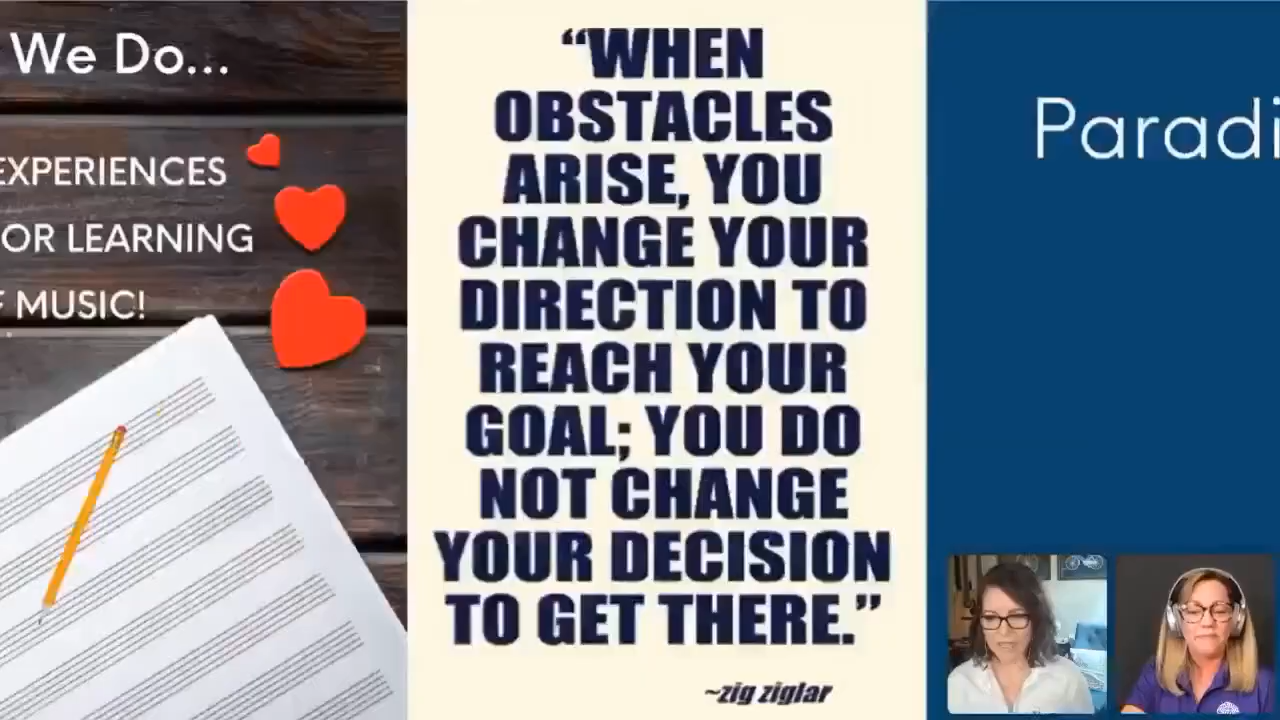 We Do...
EXPERIENCES
OR LEARNING
F MUSIC!
“WHEN
OBSTACLES
ARISE, YOU
CHANGE YOUR
DIRECTION TO
REACH YOUR
GOAL; YOU DO
NOT CHANGE
YOUR DECISION
TO GET THERE.”
~zig ziglar
Paradi